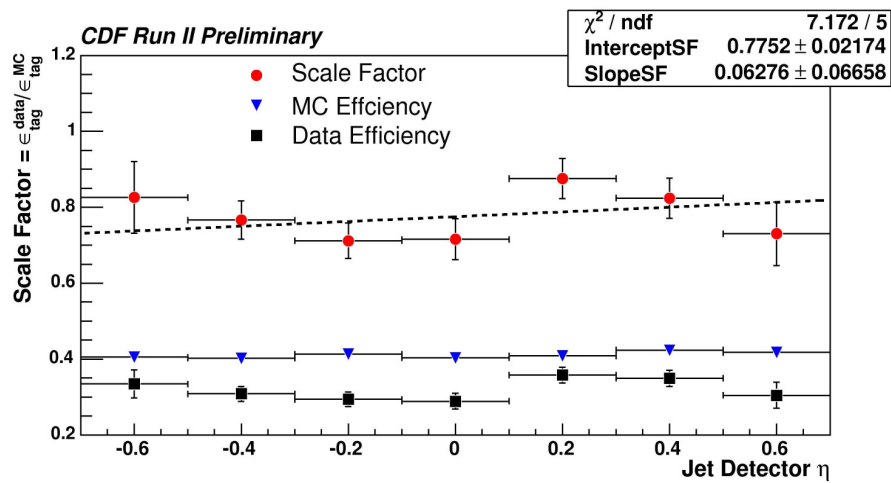 χ² / ndf 7.172 / 5
InterceptSF 0.7752 ± 0.02174
SlopeSF 0.06276 ± 0.06658
CDF Run II Preliminary
Scale Factor
MC Effciency
Data Efficiency
Scale Factor = ε_tag^data/ε_tag^MC
1.2
1
0.8
0.6
0.4
0.2
-0.6 -0.4 -0.2 0 0.2 0.4 0.6
Jet Detector η